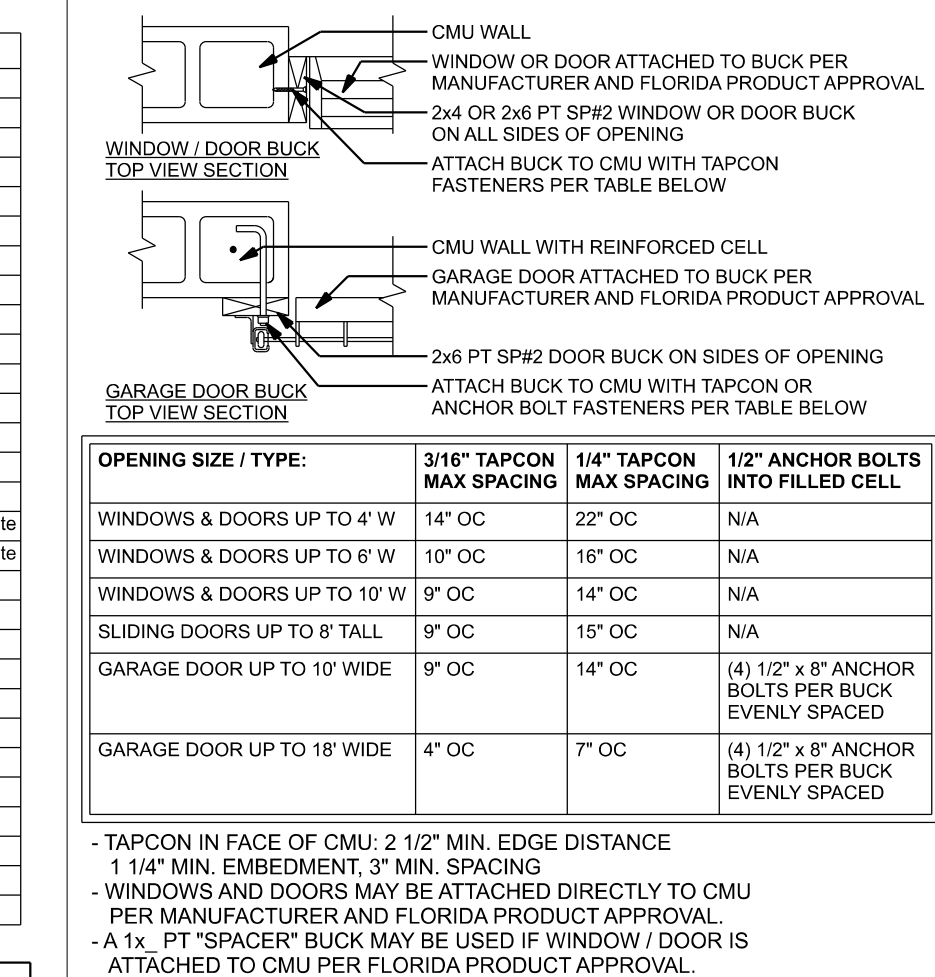 CMU WALL
WINDOW OR DOOR ATTACHED TO BUCK PER
MANUFACTURER AND FLORIDA PRODUCT APPROVAL
2x4 OR 2x6 PT SP#2 WINDOW OR DOOR BUCK
ON ALL SIDES OF OPENING
WINDOW / DOOR BUCK
TOP VIEW SECTION
ATTACH BUCK TO CMU WITH TAPCON
FASTENERS PER TABLE BELOW
CMU WALL WITH REINFORCED CELL
GARAGE DOOR ATTACHED TO BUCK PER
MANUFACTURER AND FLORIDA PRODUCT APPROVAL
2x6 PT SP#2 DOOR BUCK ON SIDES OF OPENING
GARAGE DOOR BUCK
TOP VIEW SECTION
ATTACH BUCK TO CMU WITH TAPCON OR
ANCHOR BOLT FASTENERS PER TABLE BELOW
OPENING SIZE / TYPE: 3/16" TAPCON 1/4" TAPCON 1/2" ANCHOR BOLTS
MAX SPACING MAX SPACING INTO FILLED CELL
WINDOWS & DOORS UP TO 4' W 14" OC 22" OC N/A
WINDOWS & DOORS UP TO 6' W 10" OC 16" OC N/A
WINDOWS & DOORS UP TO 10' W 9" OC 14" OC N/A
SLIDING DOORS UP TO 8' TALL 9" OC 15" OC N/A
GARAGE DOOR UP TO 10' WIDE 9" OC 14" OC (4) 1/2" x 8" ANCHOR
BOLTS PER BUCK
EVENLY SPACED
GARAGE DOOR UP TO 18' WIDE 4" OC 7" OC (4) 1/2" x 8" ANCHOR
BOLTS PER BUCK
EVENLY SPACED
- TAPCON IN FACE OF CMU: 2 1/2" MIN. EDGE DISTANCE
1 1/4" MIN. EMBEDMENT, 3" MIN. SPACING
- WINDOWS AND DOORS MAY BE ATTACHED DIRECTLY TO CMU
PER MANUFACTURER AND FLORIDA PRODUCT APPROVAL.
- A 1x_ PT "SPACER" BUCK MAY BE USED IF WINDOW / DOOR IS
ATTACHED TO CMU PER FLORIDA PRODUCT APPROVAL.
te
te